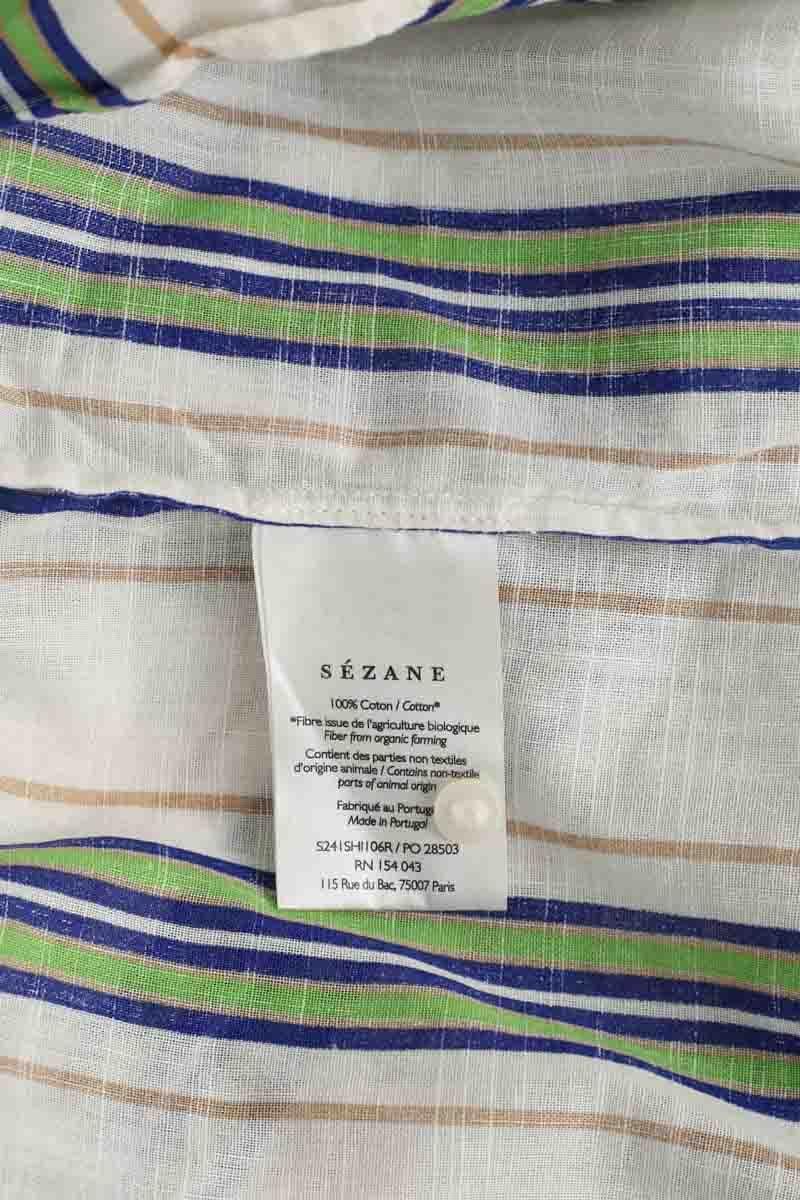 SÉZANE
100% Coton / Cotton*
*Fibre issue de l'agriculture biologique
Fiber from organic farming
Contient des parties non textiles
d'origine animale / Contains non-textile
parts of animal origin
Fabriqué au
Made in Portugal
S241SHI106R / PO 28503
RN 154 043
115 Rue du Bac, 75007 Paris